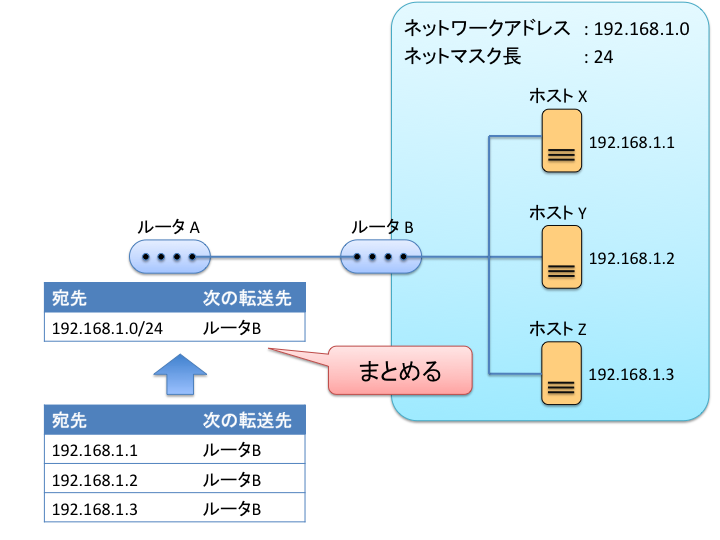 ネットワークアドレス : 192.168.1.0
ネットマスク長 : 24
ホスト X
192.168.1.1
ルータ A
ルータ B
ホスト Y
192.168.1.2
宛先 次の転送先
192.168.1.0/24 ルータB
ホスト Z
192.168.1.3
まとめる
宛先 次の転送先
192.168.1.1 ルータB
192.168.1.2 ルータB
192.168.1.3 ルータB